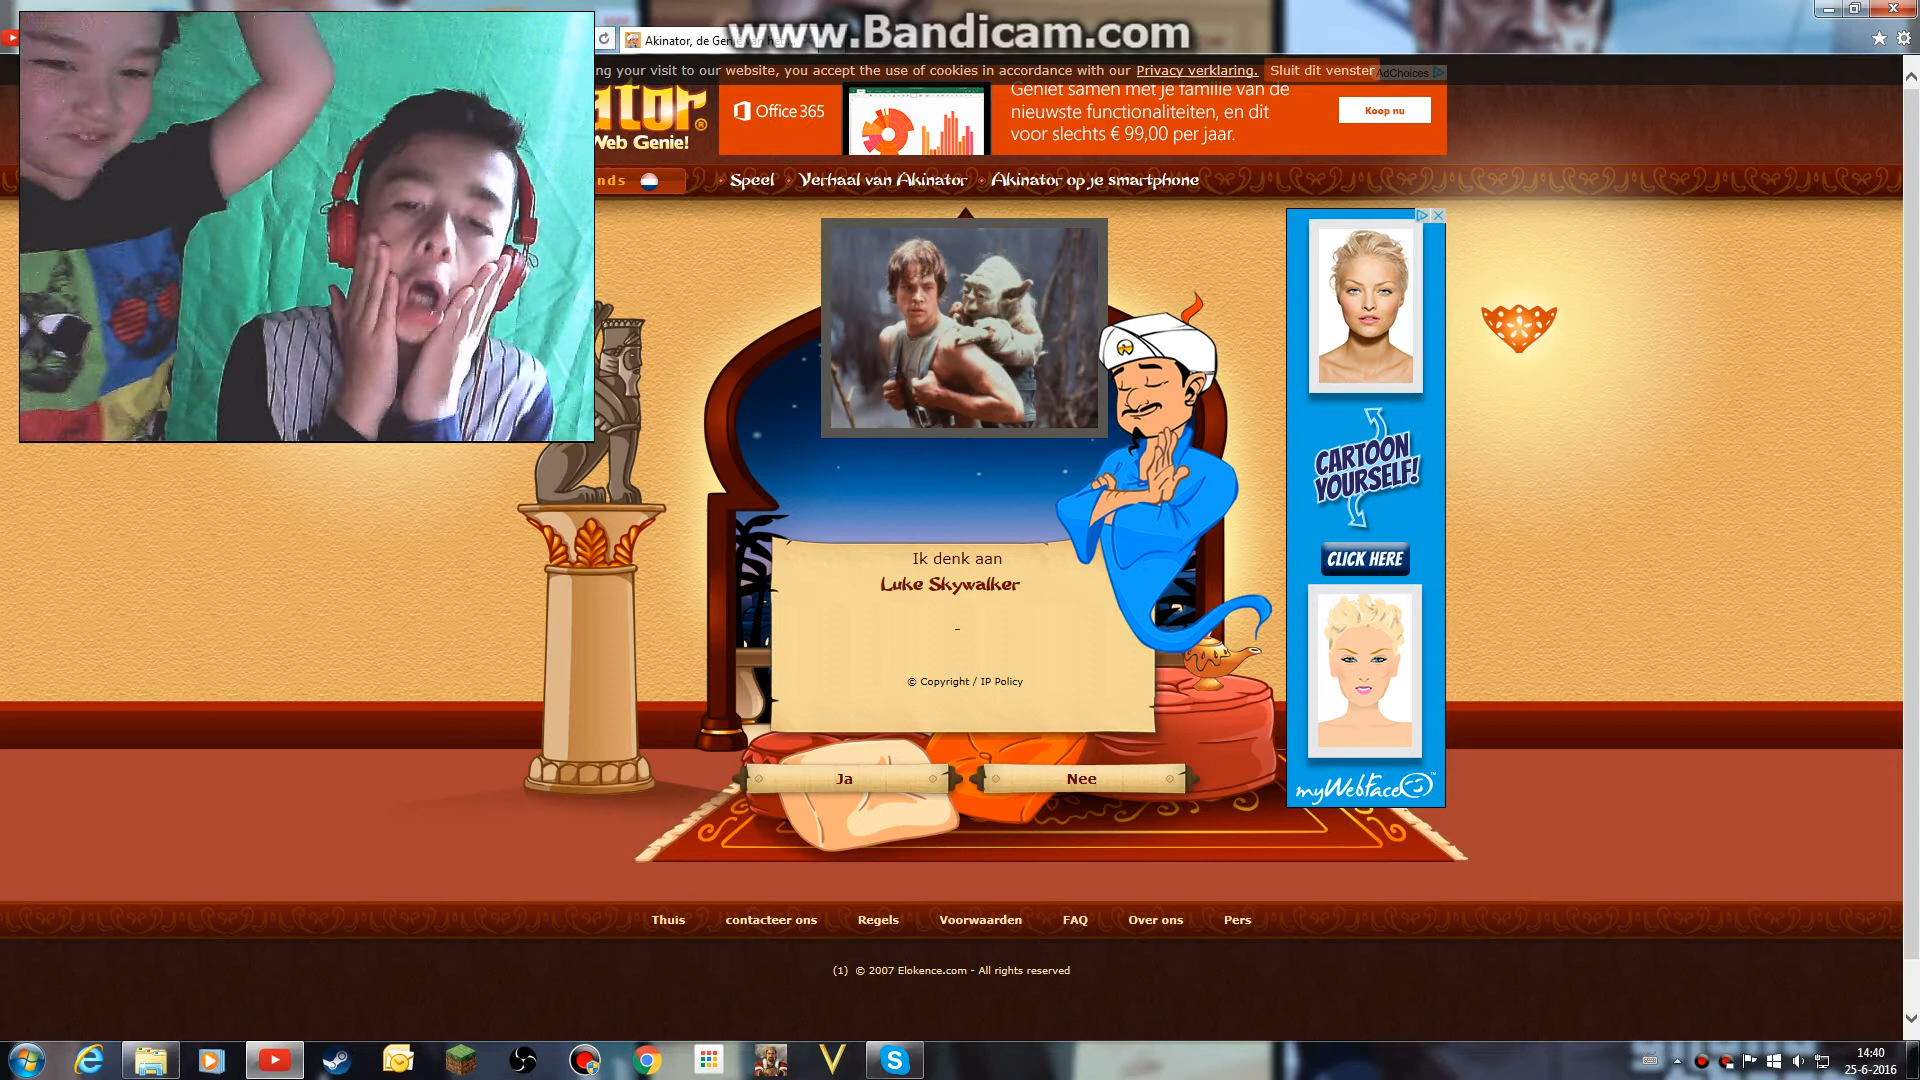 www.Bandicam.com
Akinator, de Geni
ng your visit to our website, you accept the use of cookies in accordance with our Privacy verklaring. Sluit dit venster
AdChoices
ator®
Web Genie!
Office 365
Geniet samen met je familie van de
nieuwste functionaliteiten, en dit
voor slechts € 99,00 per jaar.
Koop nu
nds
Speel
Verhaal van Akinator
Akinator op je smartphone
CARTOON
YOURSELF!
CLICK HERE
myWebFace
Ik denk aan
Luke Skywalker
-
© Copyright / IP Policy
Ja
Nee
Thuis
contacteer ons
Regels
Voorwaarden
FAQ
Over ons
Pers
(1) © 2007 Elokence.com - All rights reserved
14:40
25-6-2016